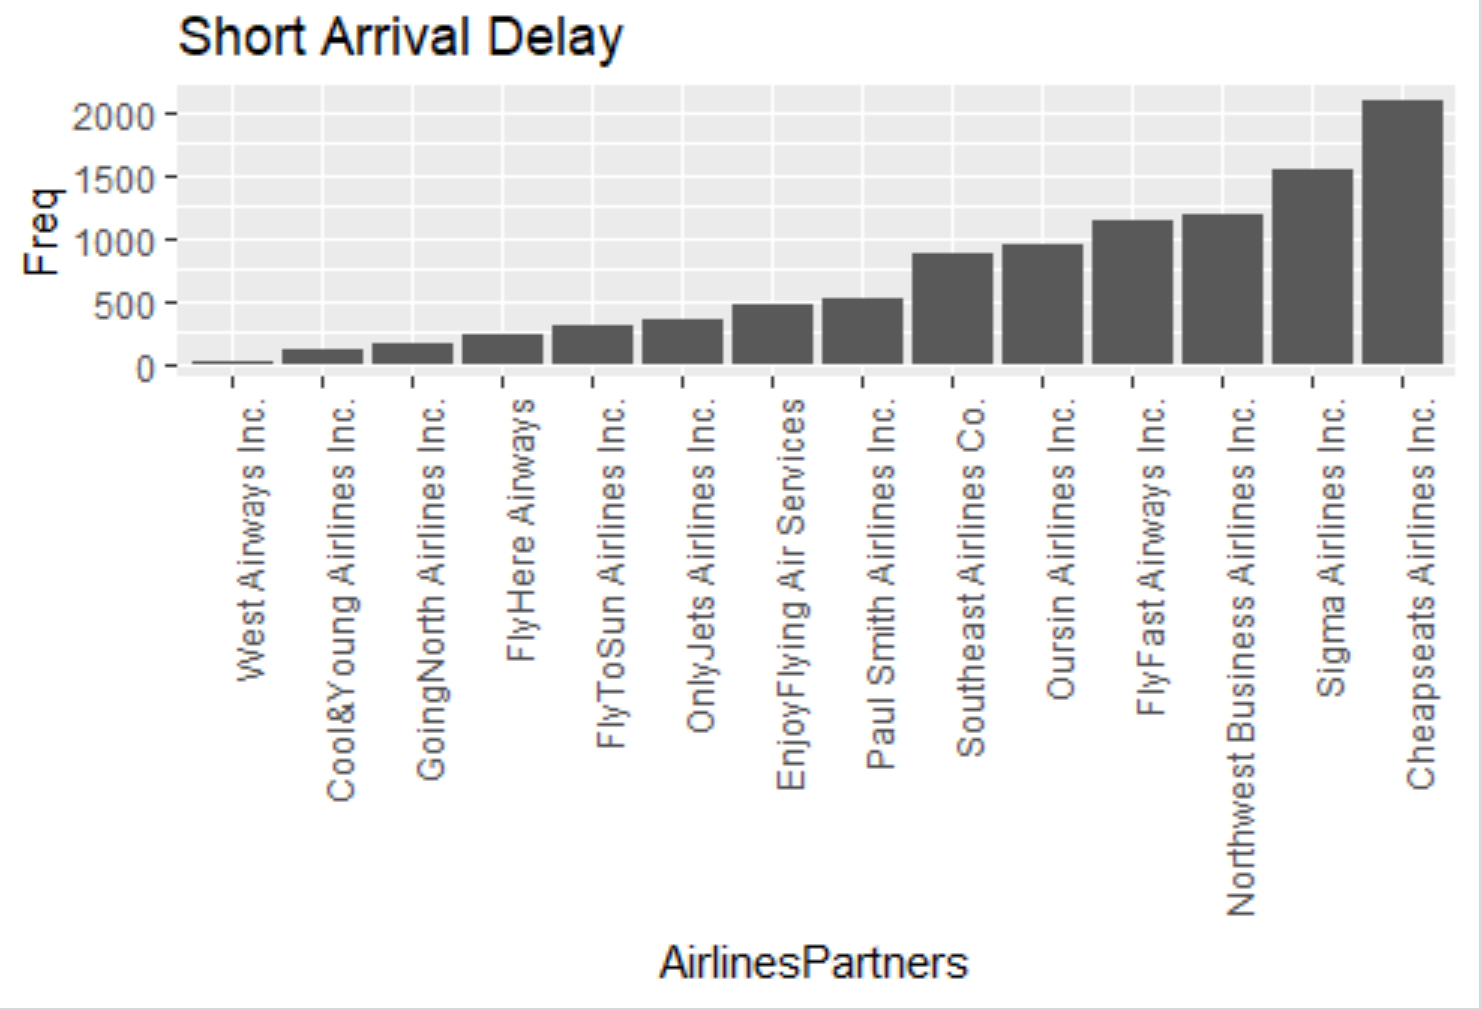 Short Arrival Delay
Freq
2000
1500
1000
500
0
West Airways Inc.
Cool&Young Airlines Inc.
GoingNorth Airlines Inc.
FlyHere Airways
FlyToSun Airlines Inc.
OnlyJets Airlines Inc.
EnjoyFlying Air Services
Paul Smith Airlines Inc.
Southeast Airlines Co.
Oursin Airlines Inc.
FlyFast Airways Inc.
Northwest Business Airlines Inc.
Sigma Airlines Inc.
Cheapseats Airlines Inc.
AirlinesPartners